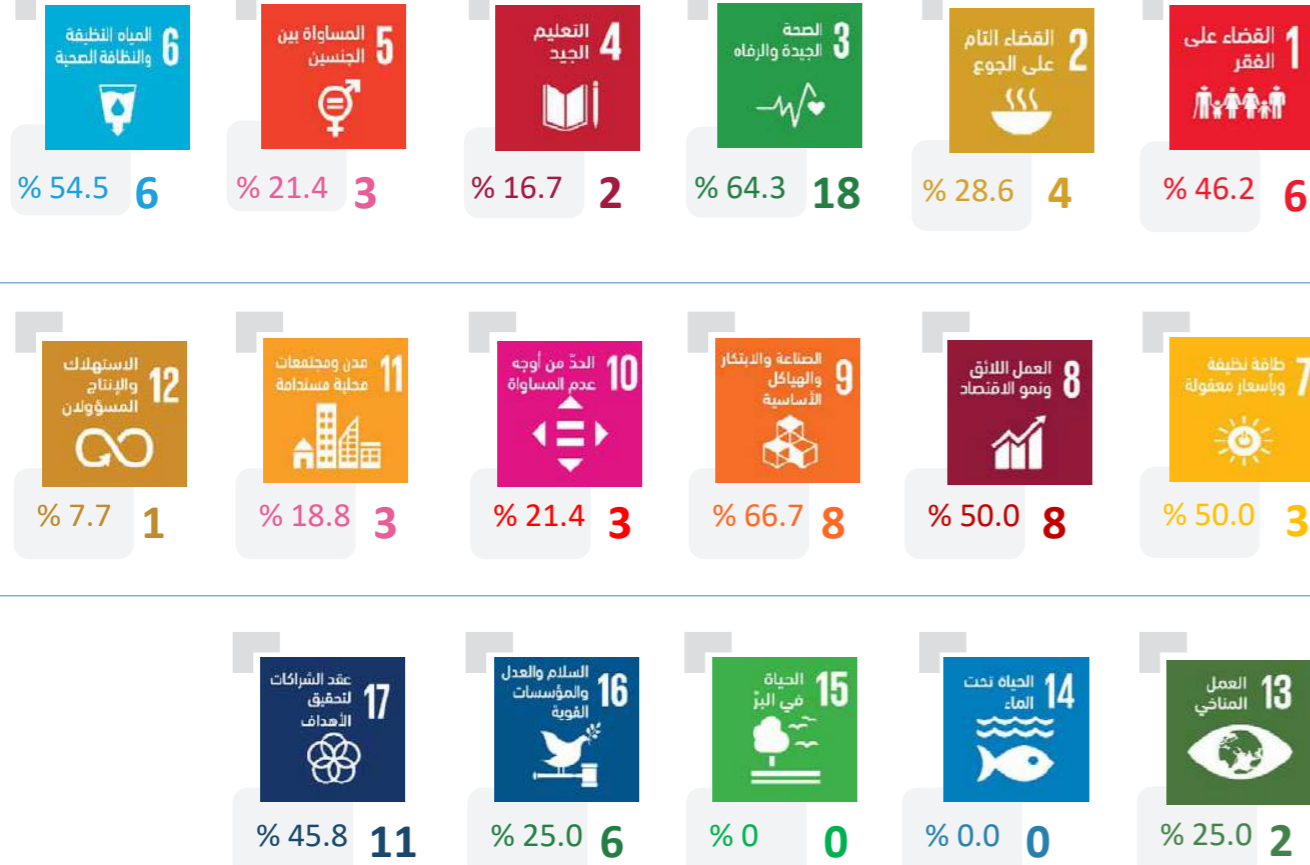 1 القضاء على
الفقر
% 46.2 6
2 القضاء التام
على الجوع
% 28.6 4
3 الصحة
الجيدة والرفاه
% 64.3 18
4 التعليم
الجيد
% 16.7 2
5 المساواة بين
الجنسين
% 21.4 3
6 المياه النظيفة
والنظافة الصحية
% 54.5 6
7 طاقة نظيفة
وبأسعار معقولة
% 50.0 3
8 العمل اللائق
ونمو الاقتصاد
% 50.0 8
9 الصناعة والابتكار
والهياكل
الأساسية
% 66.7 8
10 الحدّ من أوجه
عدم المساواة
% 21.4 3
11 مدن ومجتمعات
محلية مستدامة
% 18.8 3
12 الاستهلاك
والإنتاج
المسؤولان
% 7.7 1
13 العمل
المناخي
% 25.0 2
14 الحياة تحت
الماء
% 0.0 0
15 الحياة
في البرّ
% 0 0
16 السلام والعدل
والمؤسسات
القوية
% 25.0 6
17 عقد الشراكات
لتحقيق
الأهداف
% 45.8 11